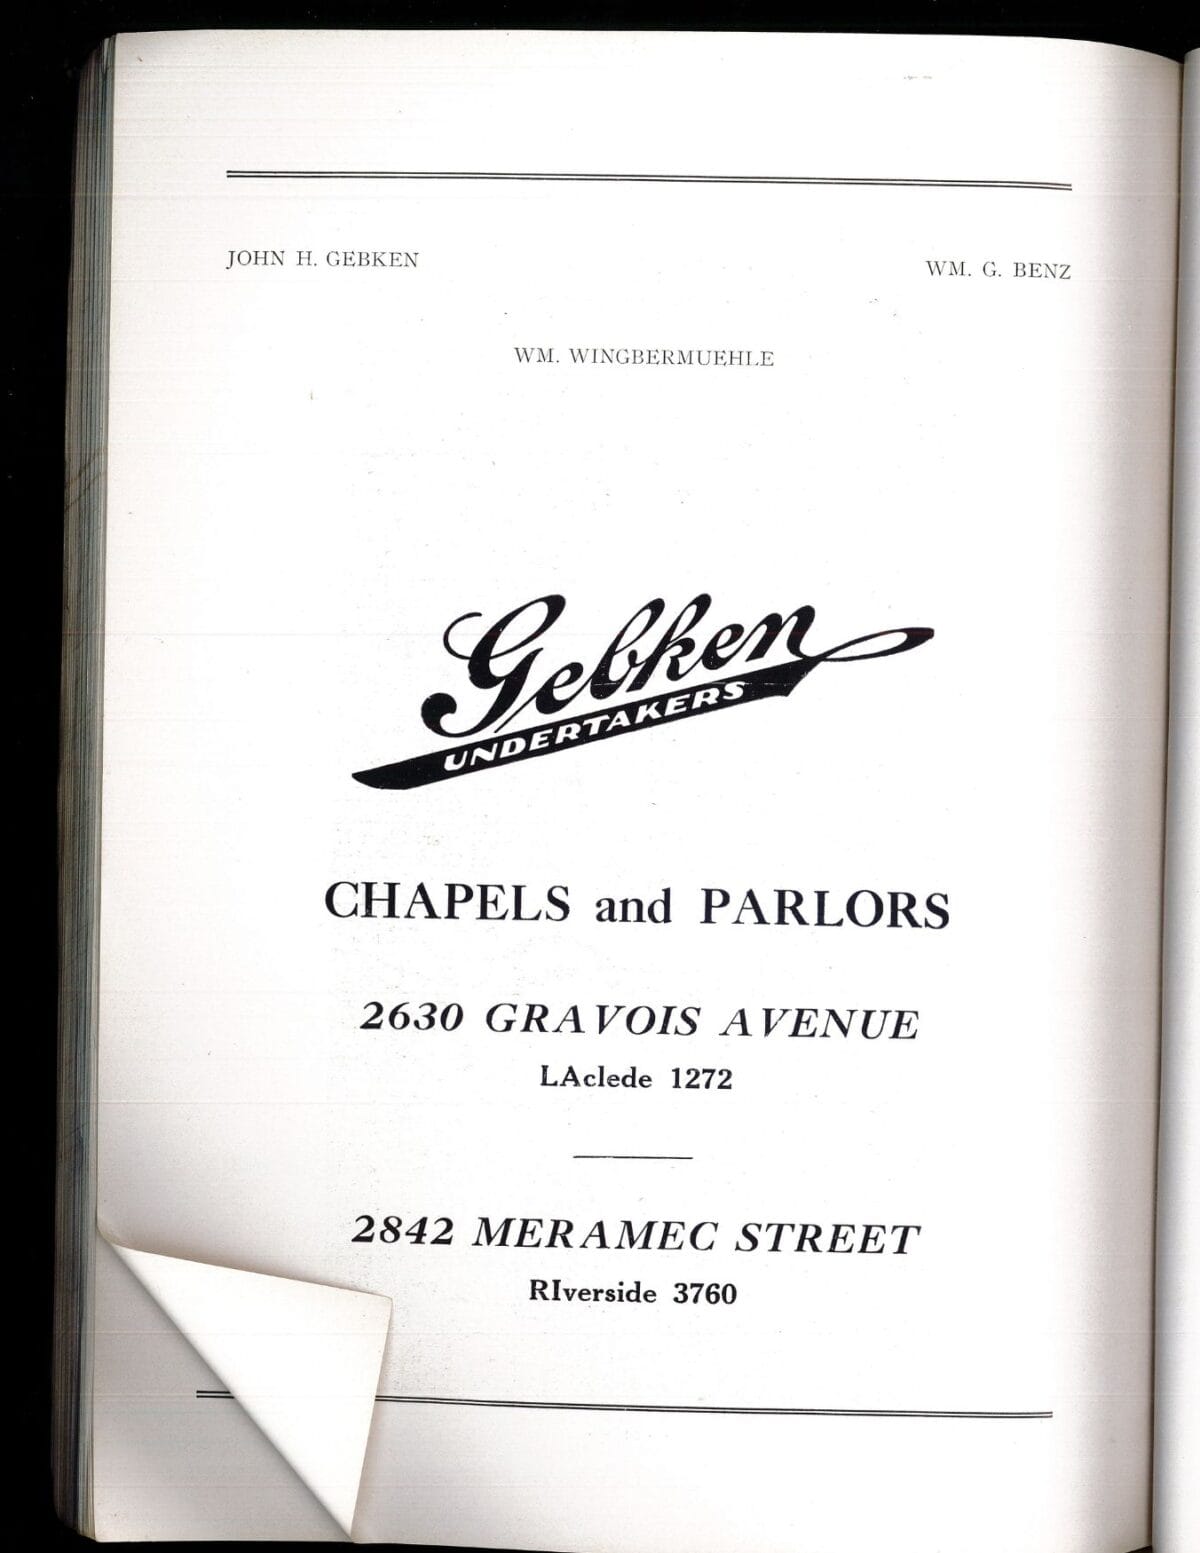 JOHN H. GEBKEN
WM. G. BENZ
WM. WINGBERMUEHLE
Gebken
UNDERTAKERS
CHAPELS and PARLORS
2630 GRAVOIS AVENUE
LAclede 1272
2842 MERAMEC STREET
RIverside 3760